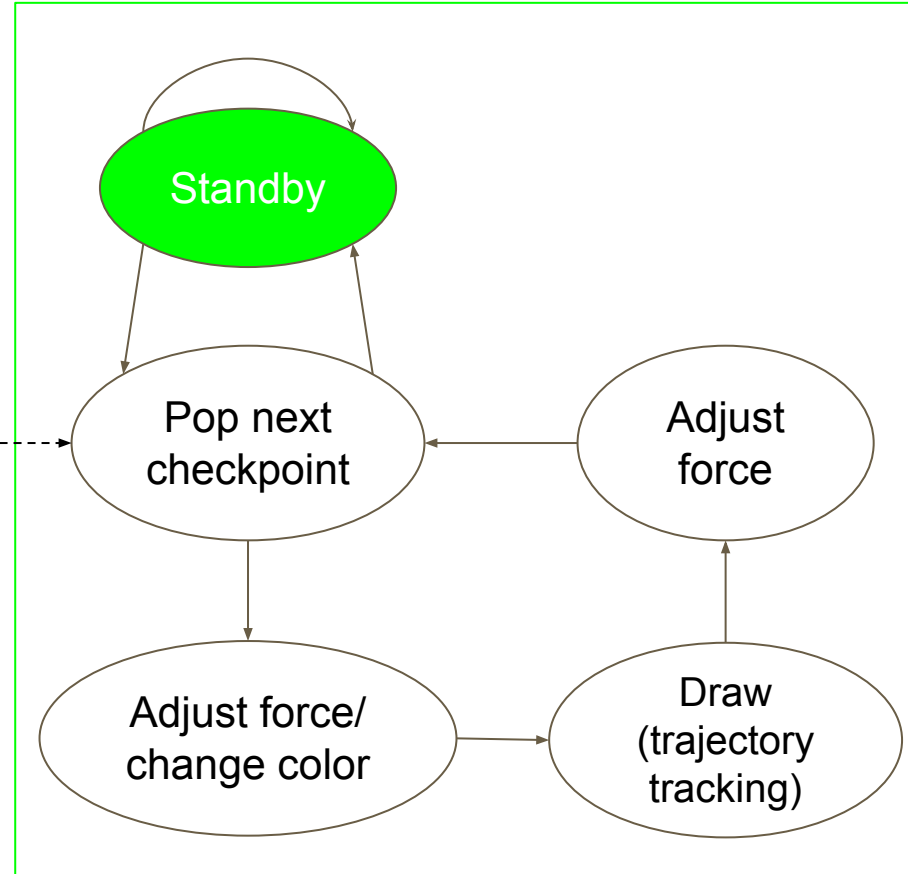 Standby
Pop next
checkpoint
Adjust
force
Adjust force/
change color
Draw
(trajectory
tracking)